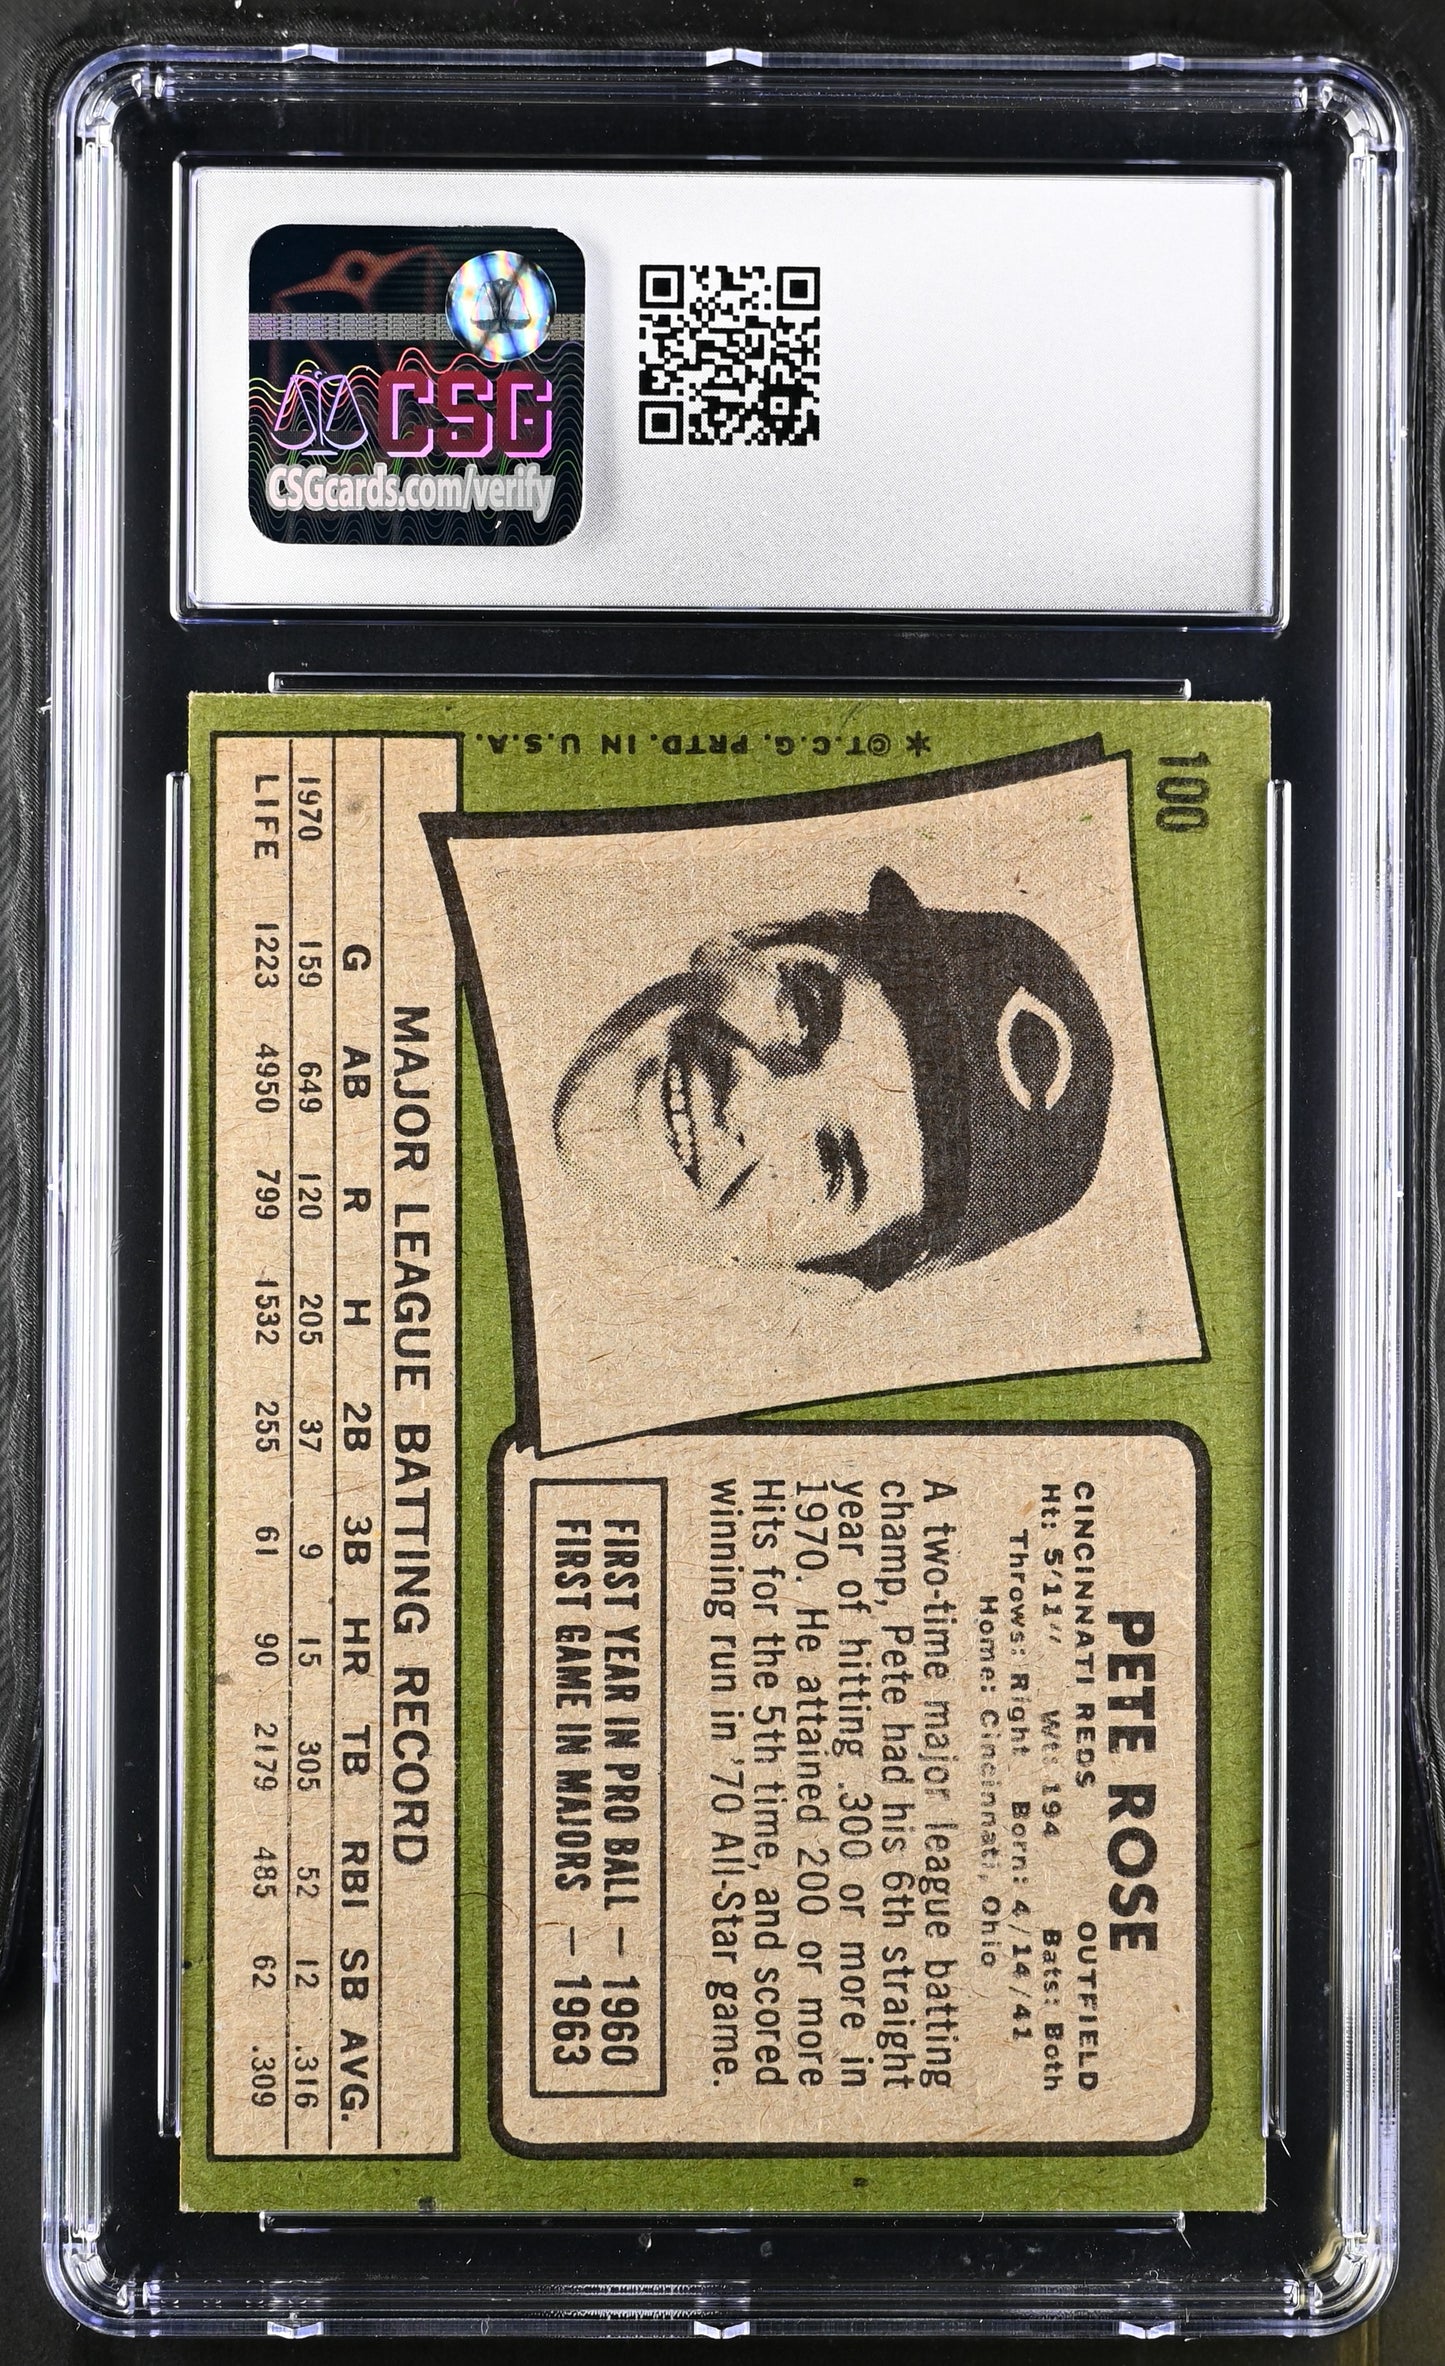 CSG
CSGcards.com/verify
100
* ©T.C.G. PRTD. IN U.S.A.
C
PETE ROSE
CINCINNATI REDS OUTFIELD
Ht: 5'11" Wt: 194 Bats: Both
Throws: Right Born: 4/14/41
Home: Cincinnati, Ohio
A two-time major league batting
champ, Pete had his 6th straight
year of hitting .300 or more in
1970. He attained 200 or more
Hits for the 5th time, and scored
winning run in '70 All-Star game.
FIRST YEAR IN PRO BALL — 1960
FIRST GAME IN MAJORS — 1963
MAJOR LEAGUE BATTING RECORD
G AB R H 2B 3B HR TB RBI SB AVG.
1970 159 649 120 205 37 9 15 305 52 12 .316
LIFE 1223 4950 799 1532 255 61 90 2179 485 62 .309